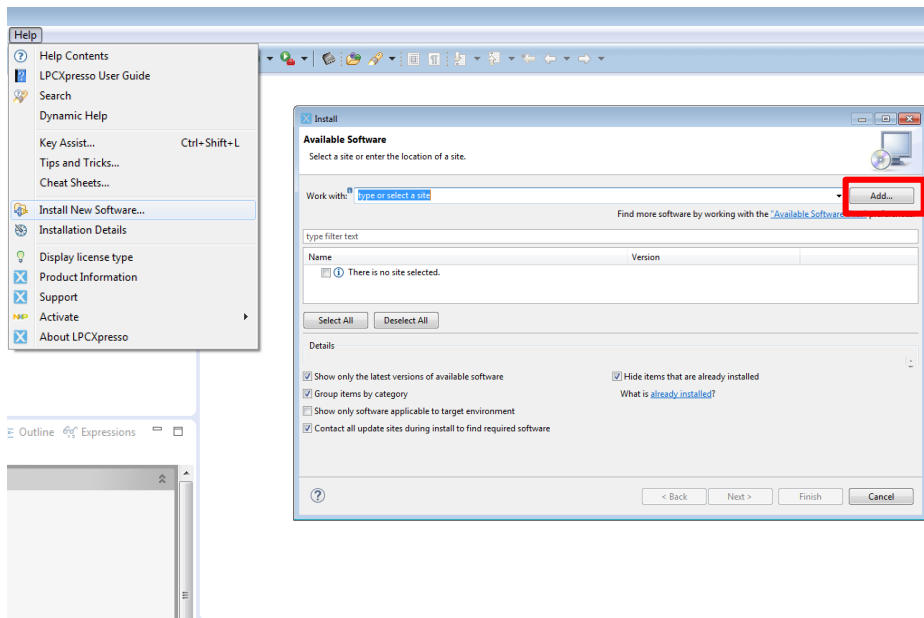 Help
Help Contents
LPCXpresso User Guide
Search
Dynamic Help
Key Assist... Ctrl+Shift+L
Tips and Tricks...
Cheat Sheets...
Install New Software...
Installation Details
Display license type
Product Information
Support
Activate
About LPCXpresso
Outline Expressions
Install
Available Software
Select a site or enter the location of a site.
Work with: type or select a site Add...
Find more software by working with the "Available Software
type filter text
Name Version
There is no site selected.
Select All Deselect All
Details
Show only the latest versions of available software Hide items that are already installed
Group items by category What is already installed?
Show only software applicable to target environment
Contact all update sites during install to find required software
< Back Next > Finish Cancel